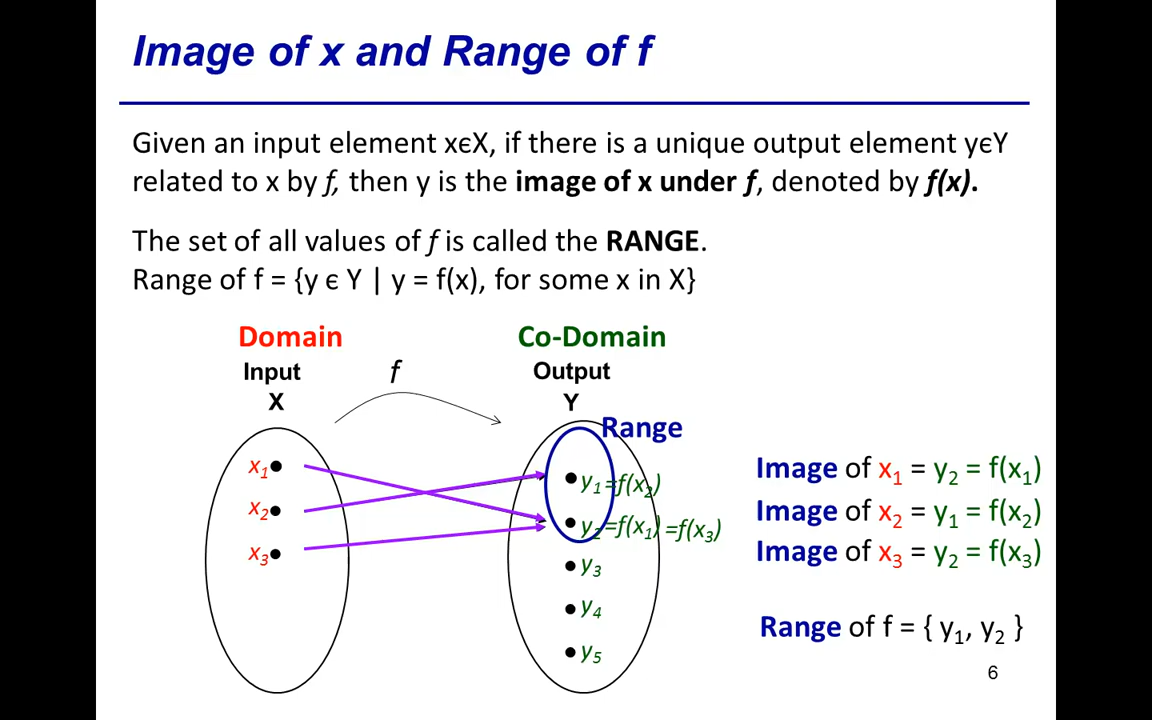 Image of x and Range of f
Given an input element xϵX, if there is a unique output element yϵY
related to x by f, then y is the image of x under f, denoted by f(x).
The set of all values of f is called the RANGE.
Range of f = {y ϵ Y | y = f(x), for some x in X}
Domain
Input
X
f
Co-Domain
Output
Y
Range
x₁
x₂
x₃
y₁=f(x₂)
y₂=f(x₁) =f(x₃)
y₃
y₄
y₅
Image of x₁ = y₂ = f(x₁)
Image of x₂ = y₁ = f(x₂)
Image of x₃ = y₂ = f(x₃)
Range of f = { y₁, y₂ }
6